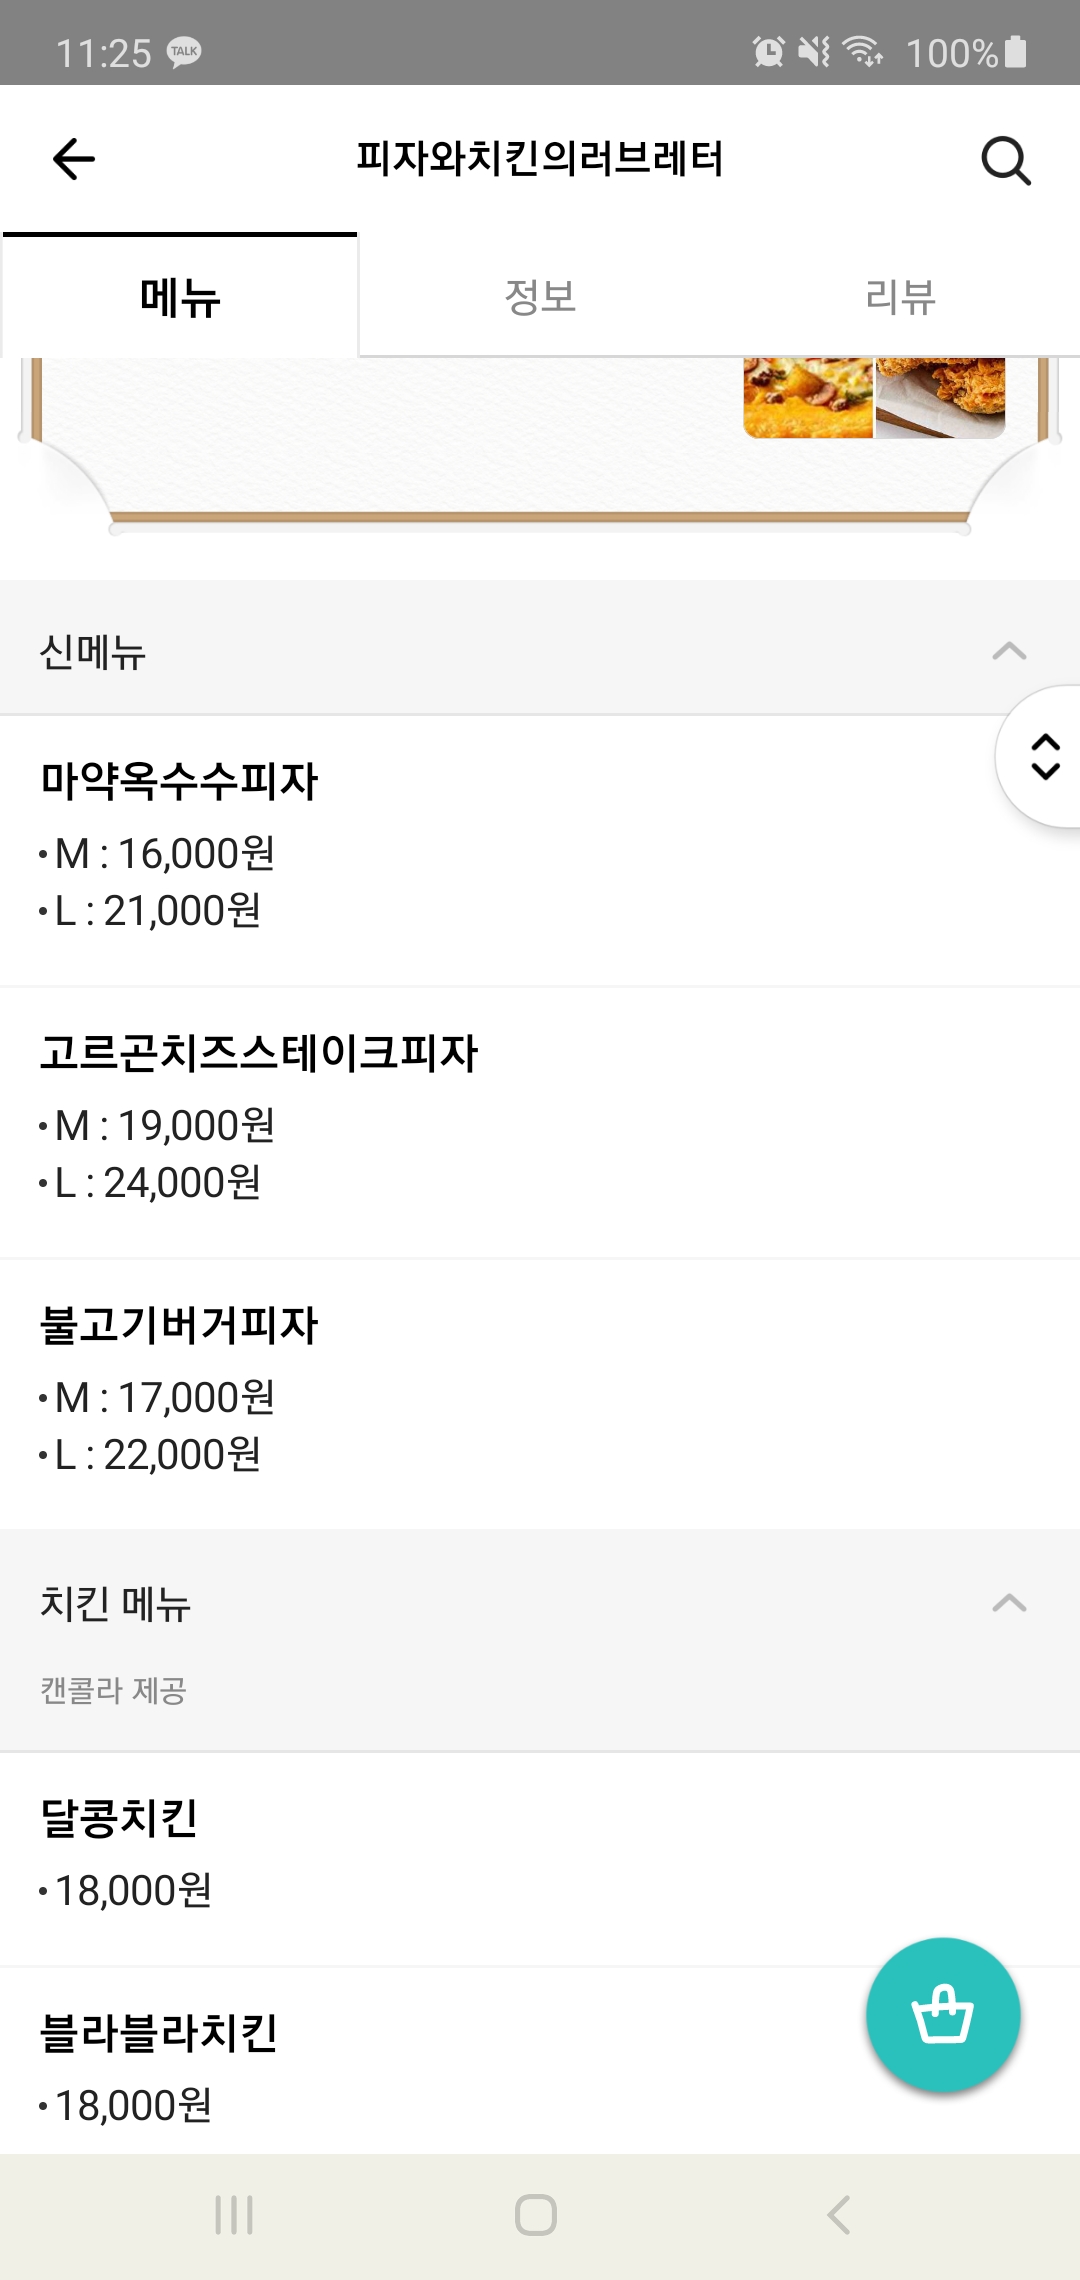 11:25 TALK 100%
피자와치킨의러브레터
메뉴 정보 리뷰
신메뉴
마약옥수수피자
• M : 16,000원
• L : 21,000원
고르곤치즈스테이크피자
• M : 19,000원
• L : 24,000원
불고기버거피자
• M : 17,000원
• L : 22,000원
치킨 메뉴
캔콜라 제공
달콩치킨
• 18,000원
블라블라치킨
• 18,000원